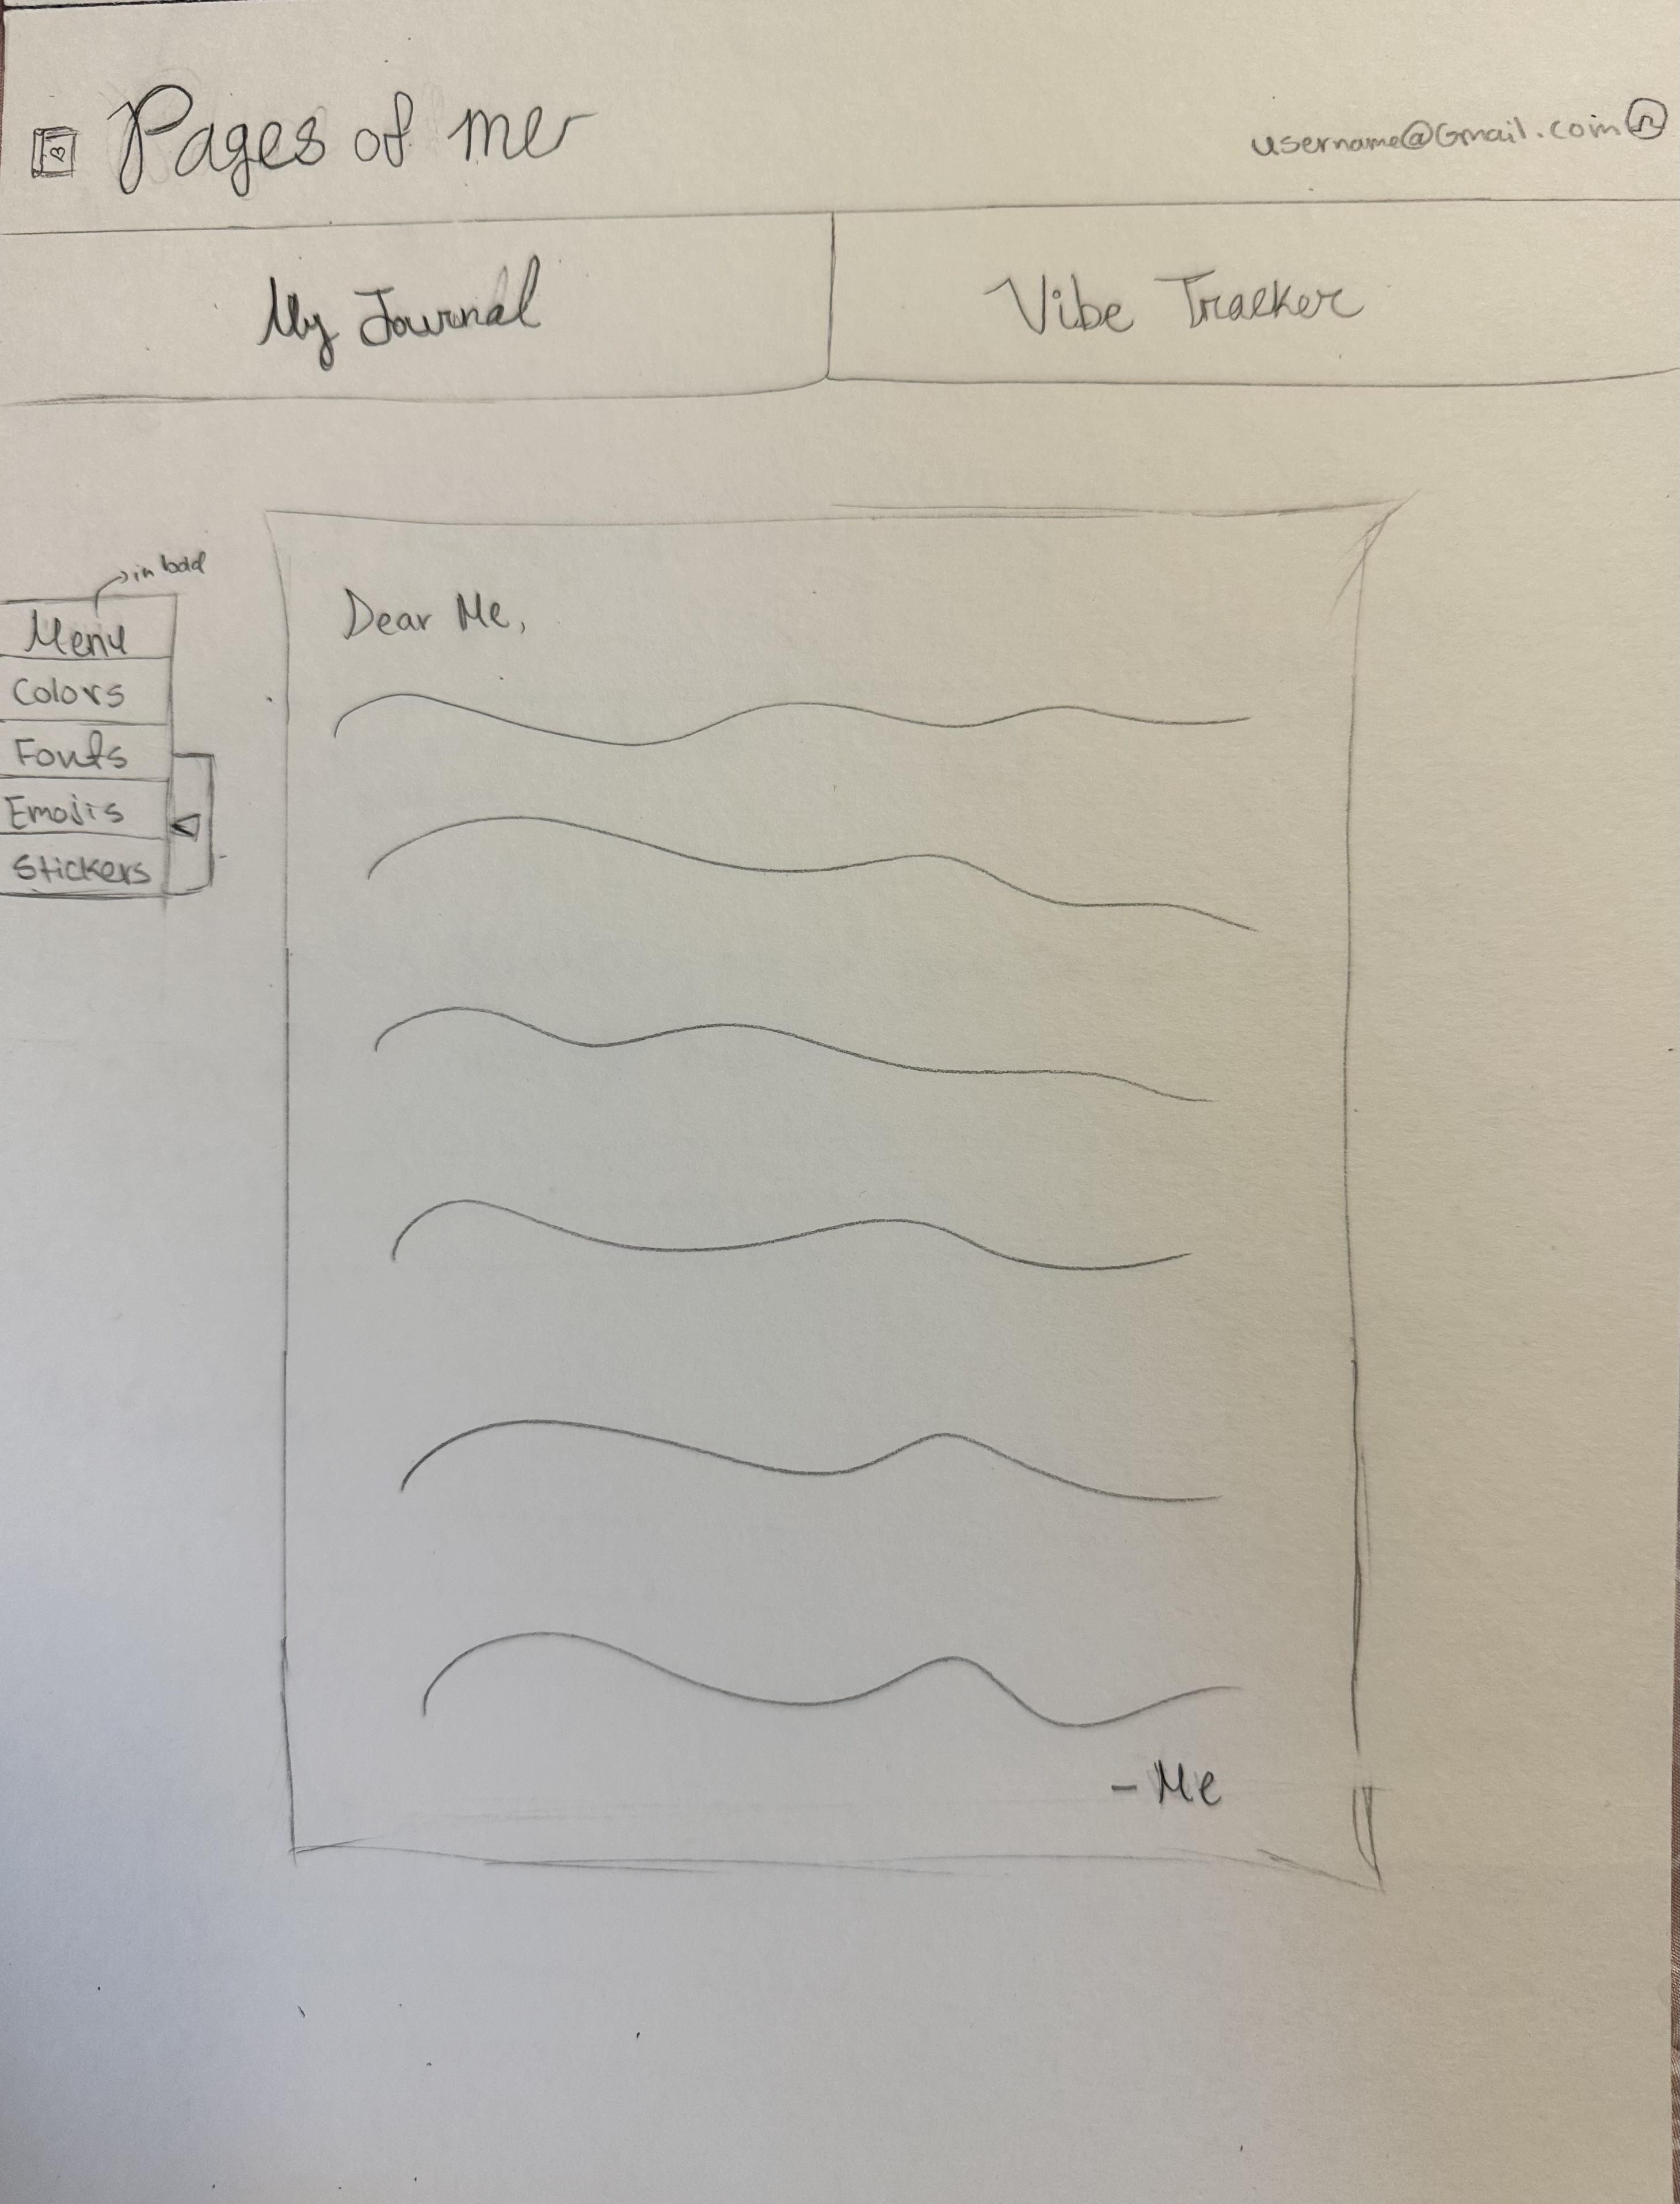 Pages of me
username@Gmail.com
My Journal
Vibe Tracker
in bold
Menu
Colors
Fonts
Emojis
Stickers
Dear Me,
- Me